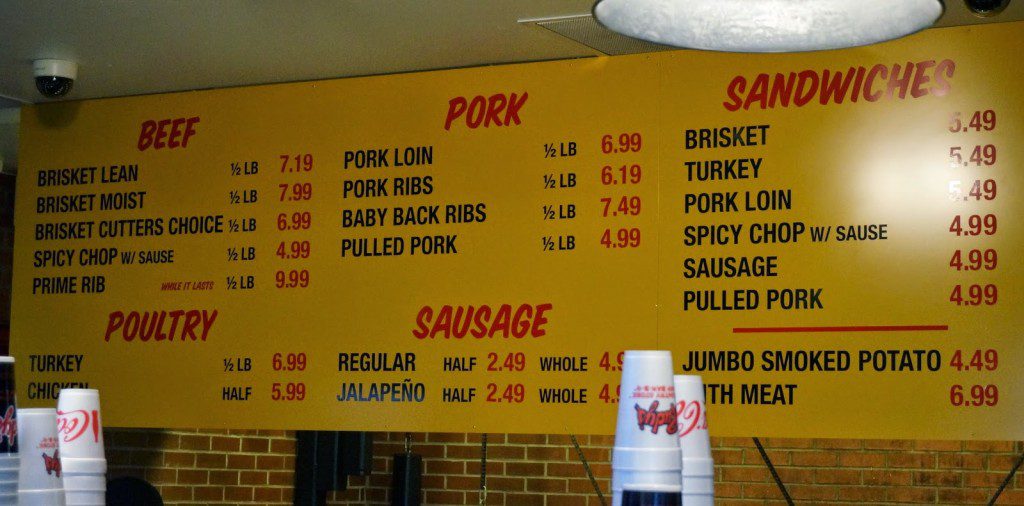 BEEF
BRISKET LEAN ½ LB 7.19
BRISKET MOIST ½ LB 7.99
BRISKET CUTTERS CHOICE ½ LB 6.99
SPICY CHOP W/ SAUSE ½ LB 4.99
PRIME RIB WHILE IT LASTS ½ LB 9.99
PORK
PORK LOIN ½ LB 6.99
PORK RIBS ½ LB 6.19
BABY BACK RIBS ½ LB 7.49
PULLED PORK ½ LB 4.99
SANDWICHES
BRISKET 5.49
TURKEY 5.49
PORK LOIN 5.49
SPICY CHOP W/ SAUSE 4.99
SAUSAGE 4.99
PULLED PORK 4.99
POULTRY
TURKEY ½ LB 6.99
CHICKEN HALF 5.99
SAUSAGE
REGULAR HALF 2.49 WHOLE
JALAPEÑO HALF 2.49 WHOLE
JUMBO SMOKED POTATO 4.49
MEAT 6.99
Rudy's